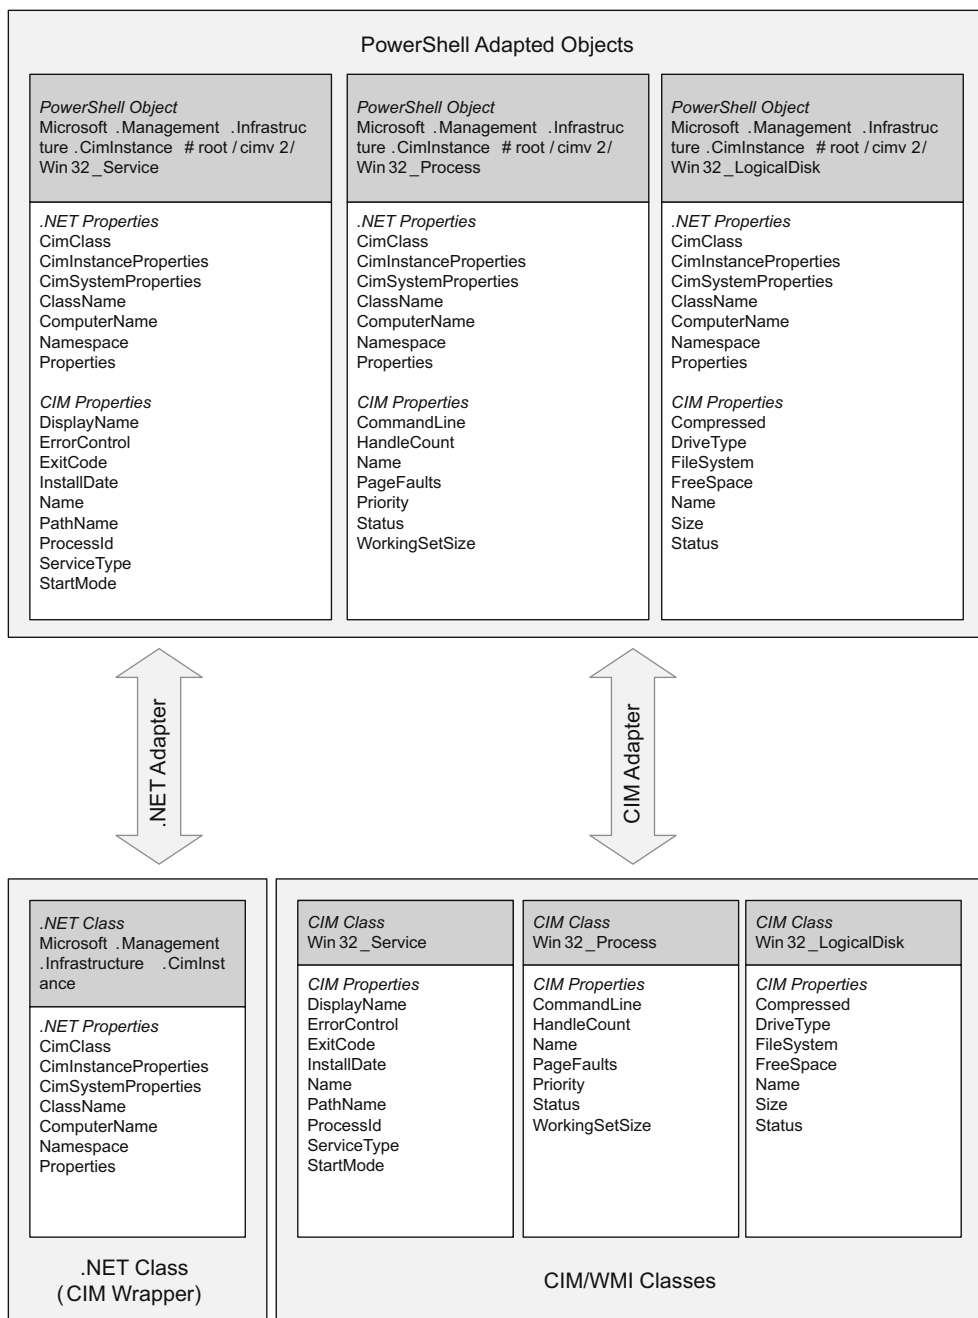 PowerShell Adapted Objects
PowerShell Object
Microsoft .Management .Infrastruc
ture .CimInstance # root / cimv 2/
Win 32 _Service
.NET Properties
CimClass
CimInstanceProperties
CimSystemProperties
ClassName
ComputerName
Namespace
Properties
CIM Properties
DisplayName
ErrorControl
ExitCode
InstallDate
Name
PathName
ProcessId
ServiceType
StartMode
PowerShell Object
Microsoft .Management .Infrastruc
ture .CimInstance # root / cimv 2/
Win 32 _Process
.NET Properties
CimClass
CimInstanceProperties
CimSystemProperties
ClassName
ComputerName
Namespace
Properties
CIM Properties
CommandLine
HandleCount
Name
PageFaults
Priority
Status
WorkingSetSize
PowerShell Object
Microsoft .Management .Infrastruc
ture .CimInstance # root / cimv 2/
Win 32 _LogicalDisk
.NET Properties
CimClass
CimInstanceProperties
CimSystemProperties
ClassName
ComputerName
Namespace
Properties
CIM Properties
Compressed
DriveType
FileSystem
FreeSpace
Name
Size
Status
.NET Adapter
CIM Adapter
.NET Class
Microsoft .Management
.Infrastructure .CimInst
ance
.NET Properties
CimClass
CimInstanceProperties
CimSystemProperties
ClassName
ComputerName
Namespace
Properties
.NET Class
(CIM Wrapper)
CIM Class
Win 32 _Service
CIM Properties
DisplayName
ErrorControl
ExitCode
InstallDate
Name
PathName
ProcessId
ServiceType
StartMode
CIM Class
Win 32 _Process
CIM Properties
CommandLine
HandleCount
Name
PageFaults
Priority
Status
WorkingSetSize
CIM Class
Win 32 _LogicalDisk
CIM Properties
Compressed
DriveType
FileSystem
FreeSpace
Name
Size
Status
CIM/WMI Classes